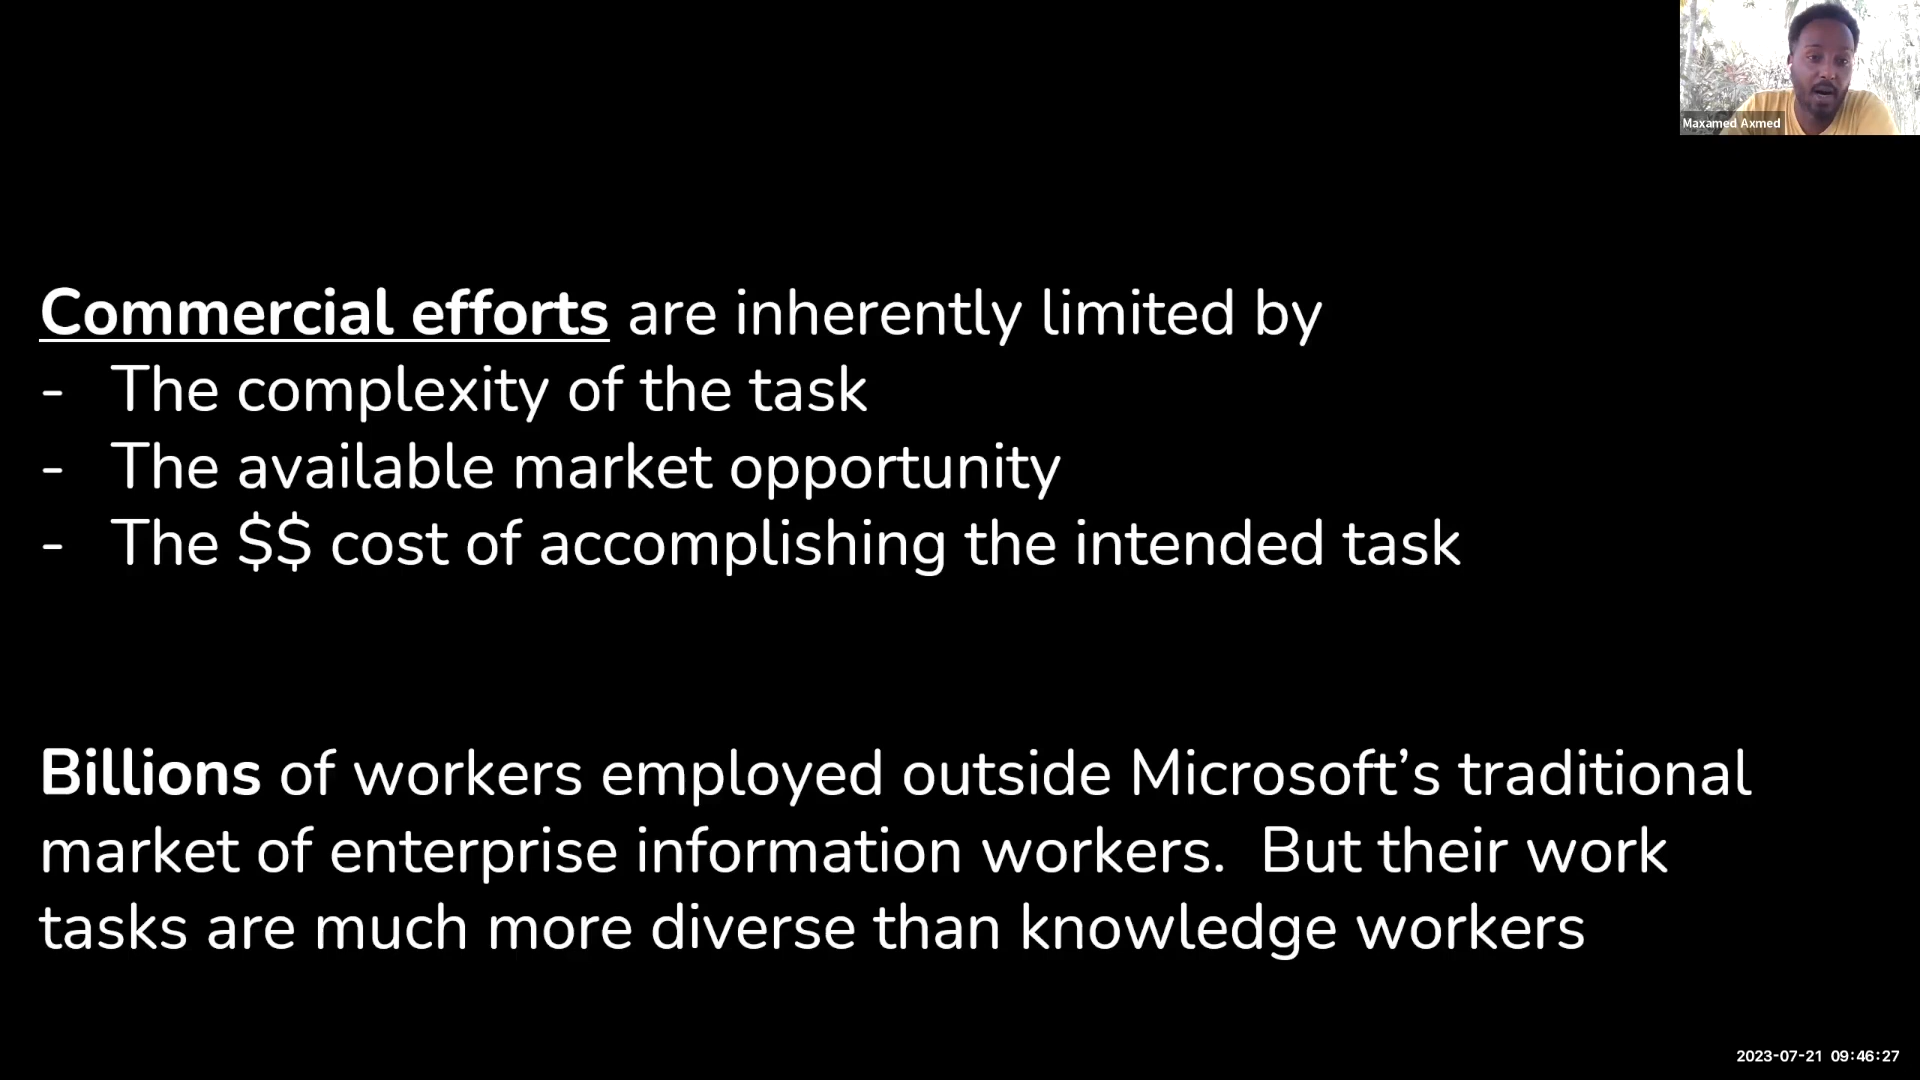 Maxamed Axmed
Commercial efforts are inherently limited by
- The complexity of the task
- The available market opportunity
- The $$ cost of accomplishing the intended task
Billions of workers employed outside Microsoft’s traditional
market of enterprise information workers.  But their work
tasks are much more diverse than knowledge workers
2023-07-21 09:46:27